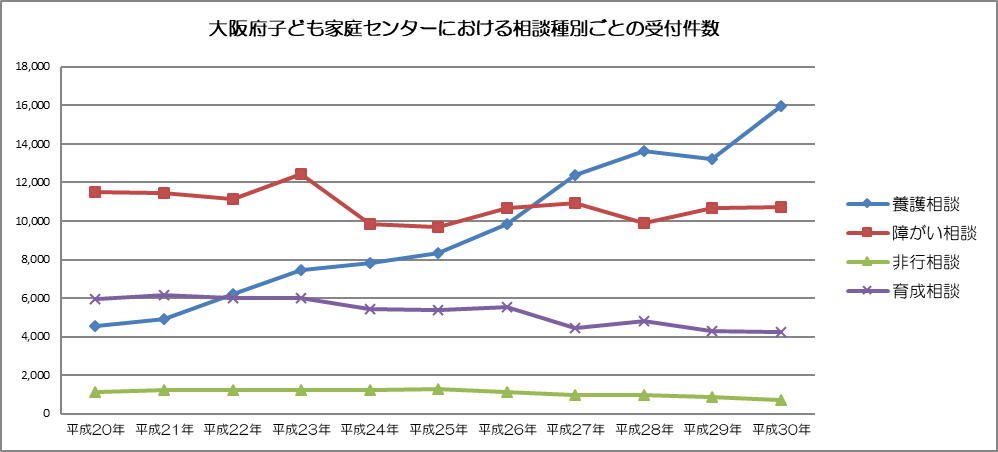 大阪府子ども家庭センターにおける相談種別ごとの受付件数
18,000
16,000
14,000
12,000
10,000
8,000
6,000
4,000
2,000
0
平成20年 平成21年 平成22年 平成23年 平成24年 平成25年 平成26年 平成27年 平成28年 平成29年 平成30年
養護相談
障がい相談
非行相談
育成相談